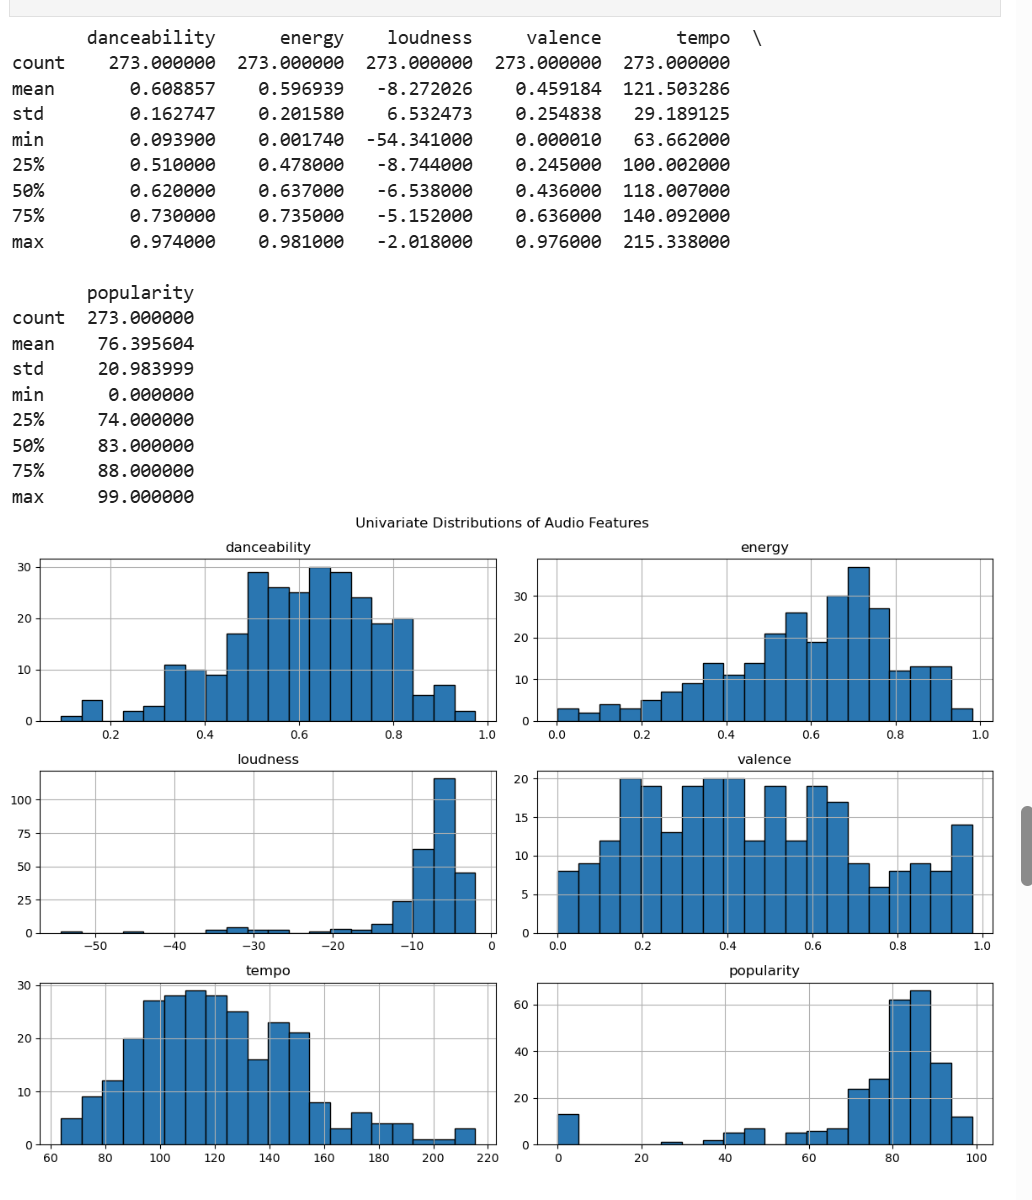 danceability energy loudness valence tempo \
count 273.000000 273.000000 273.000000 273.000000 273.000000
mean 0.608857 0.596939 -8.272026 0.459184 121.503286
std 0.162747 0.201580 6.532473 0.254838 29.189125
min 0.093900 0.001740 -54.341000 0.000010 63.662000
25% 0.510000 0.478000 -8.744000 0.245000 100.002000
50% 0.620000 0.637000 -6.538000 0.436000 118.007000
75% 0.730000 0.735000 -5.152000 0.636000 140.092000
max 0.974000 0.981000 -2.018000 0.976000 215.338000
popularity
count 273.000000
mean 76.395604
std 20.983999
min 0.000000
25% 74.000000
50% 83.000000
75% 88.000000
max 99.000000
Univariate Distributions of Audio Features
danceability
30
20
10
0
0.2 0.4 0.6 0.8 1.0
energy
30
20
10
0
0.0 0.2 0.4 0.6 0.8 1.0
loudness
100
75
50
25
0
−50 −40 −30 −20 −10 0
valence
20
15
10
5
0
0.0 0.2 0.4 0.6 0.8 1.0
tempo
30
20
10
0
60 80 100 120 140 160 180 200 220
popularity
60
40
20
0
0 20 40 60 80 100